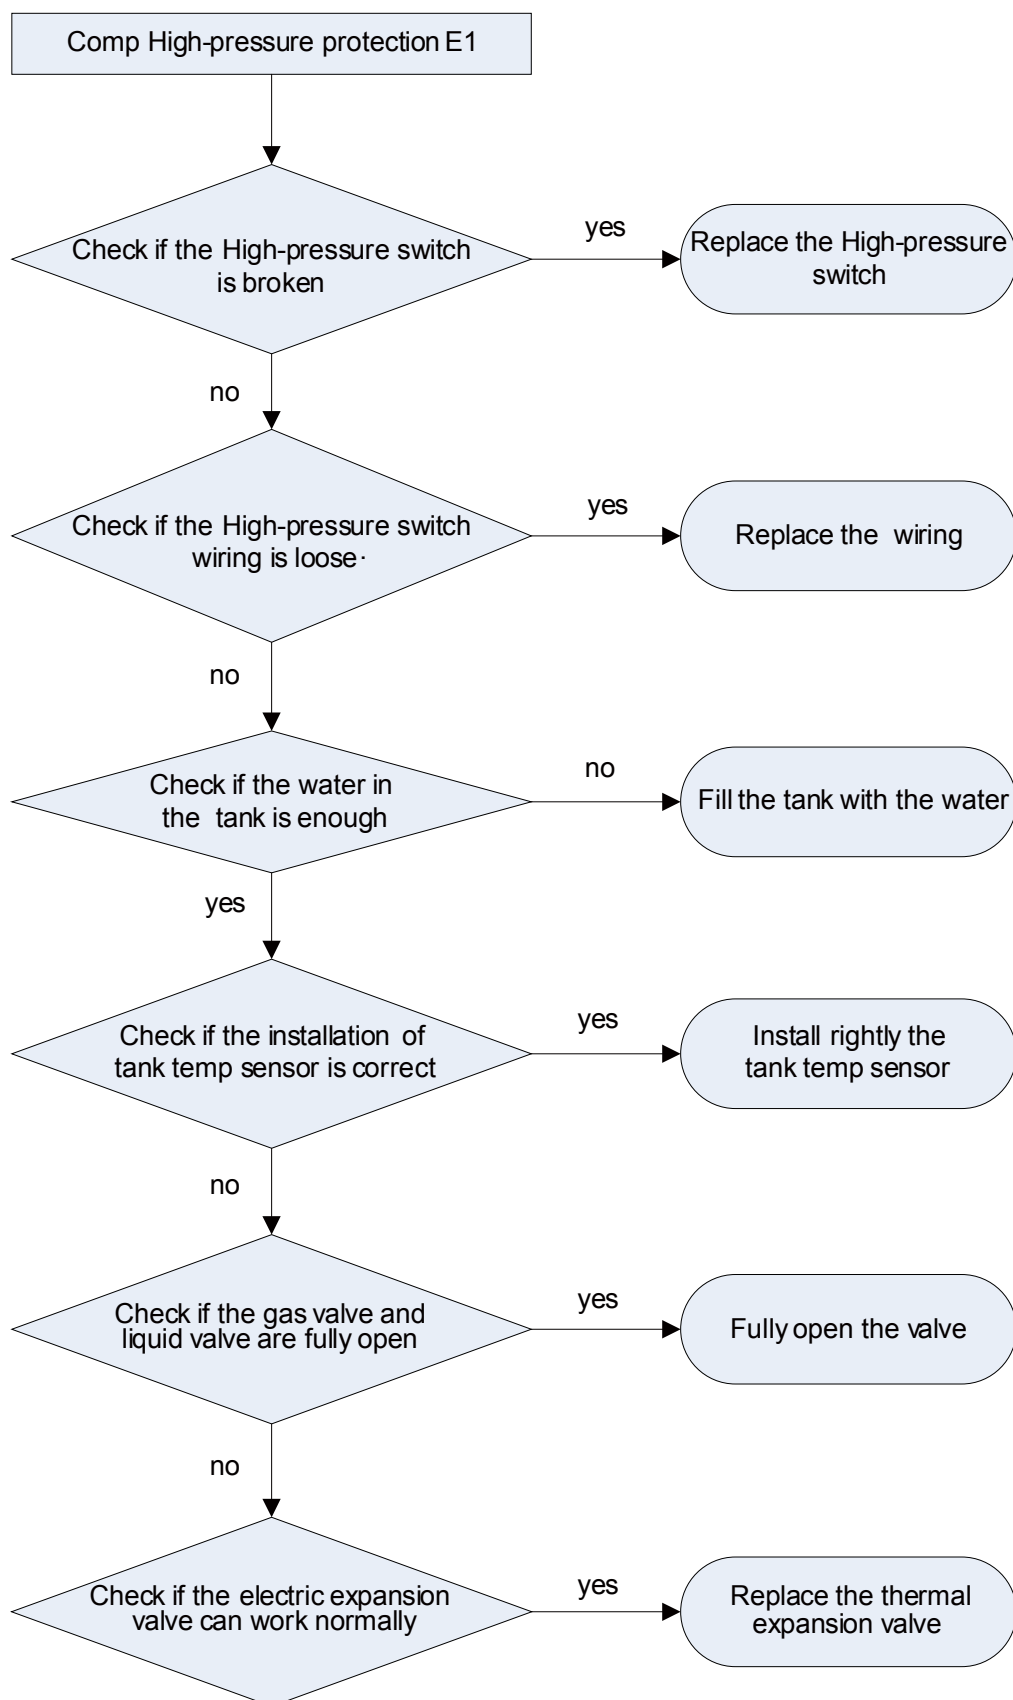 Comp High-pressure protection E1
Check if the High-pressure switch
is broken
yes
Replace the High-pressure
switch
no
Check if the High-pressure switch
wiring is loose·
yes
Replace the wiring
no
Check if the water in
the tank is enough
no
Fill the tank with the water
yes
Check if the installation of
tank temp sensor is correct
yes
Install rightly the
tank temp sensor
no
Check if the gas valve and
liquid valve are fully open
yes
Fully open the valve
no
Check if the electric expansion
valve can work normally
yes
Replace the thermal
expansion valve